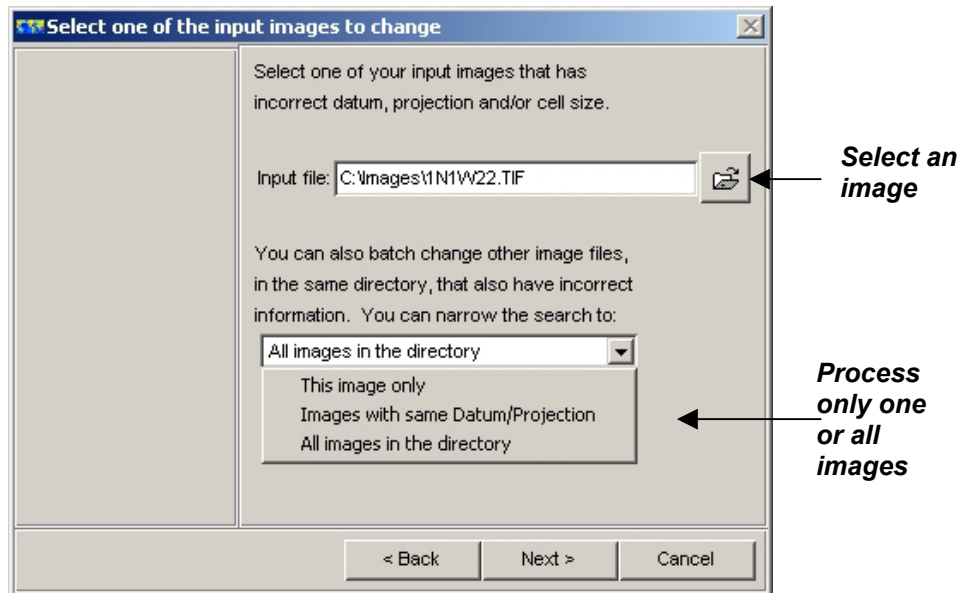 Select one of the input images to change
Select one of your input images that has
incorrect datum, projection and/or cell size.
Input file: C:\Images\1N1W22.TIF
Select an
image
You can also batch change other image files,
in the same directory, that also have incorrect
information. You can narrow the search to:
All images in the directory
This image only
Images with same Datum/Projection
All images in the directory
Process
only one
or all
images
< Back
Next >
Cancel